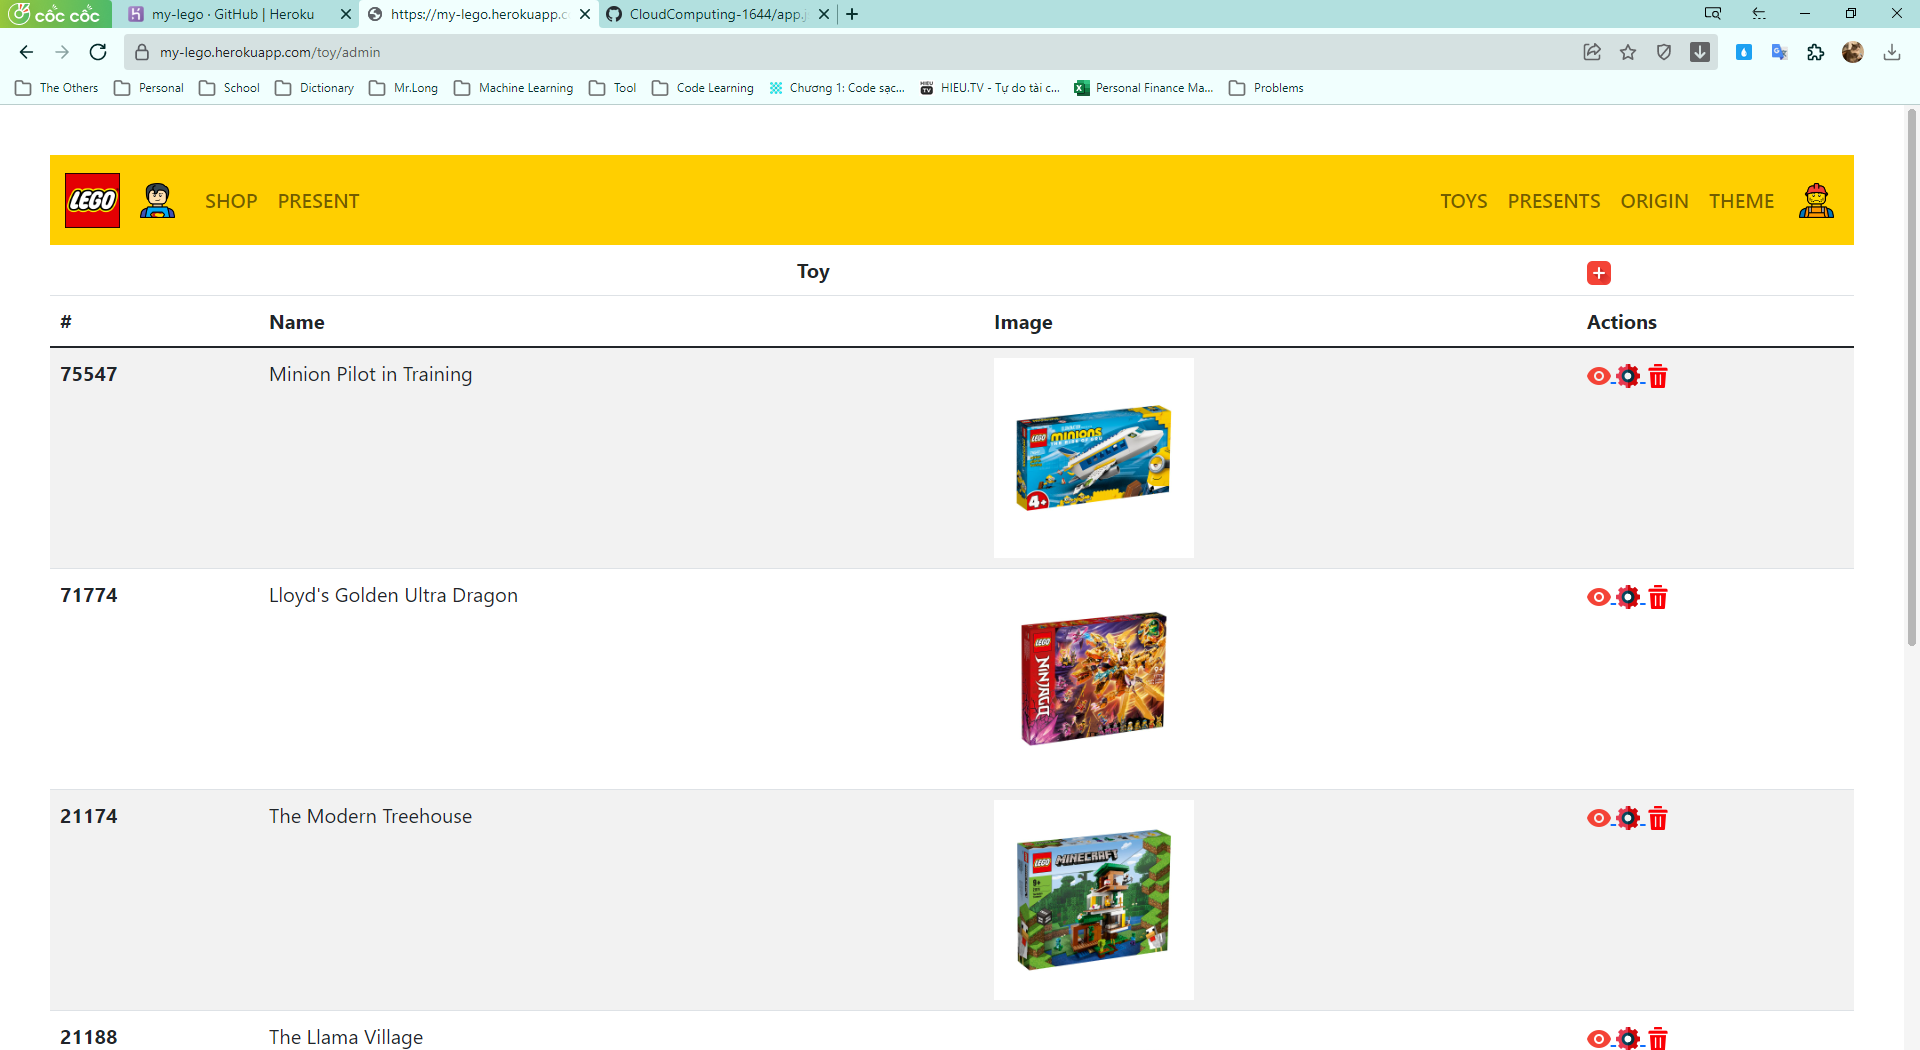 cốc cốc my-lego · GitHub | Heroku https://my-lego.herokuapp.c CloudComputing-1644/app.j
my-lego.herokuapp.com/toy/admin
The Others Personal School Dictionary Mr.Long Machine Learning Tool Code Learning Chương 1: Code sạc... HIEU.TV - Tự do tài c... Personal Finance Ma... Problems
LEGO SHOP PRESENT TOYS PRESENTS ORIGIN THEME
Toy
# Name Image Actions
75547 Minion Pilot in Training
LEGO MINIONS
4+
71774 Lloyd's Golden Ultra Dragon
LEGO
NINJAGO
21174 The Modern Treehouse
LEGO MINECRAFT
21188 The Llama Village